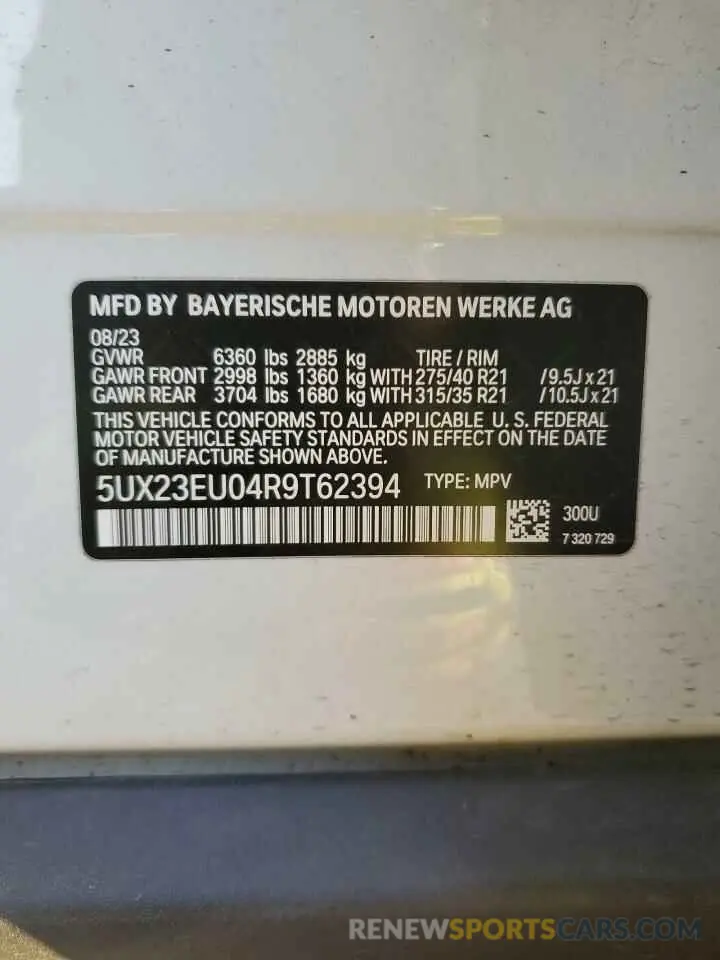 MFD BY BAYERISCHE MOTOREN WERKE AG
08/23
GVWR 6360 lbs 2885 kg TIRE / RIM
GAWR FRONT 2998 lbs 1360 kg WITH 275/40 R21 /9.5J x 21
GAWR REAR 3704 lbs 1680 kg WITH 315/35 R21 /10.5J x 21
THIS VEHICLE CONFORMS TO ALL APPLICABLE U. S. FEDERAL
MOTOR VEHICLE SAFETY STANDARDS IN EFFECT ON THE DATE
OF MANUFACTURE SHOWN ABOVE.
5UX23EU04R9T62394 TYPE: MPV
300U
7 320 729
RENEWSPORTSCARS.COM